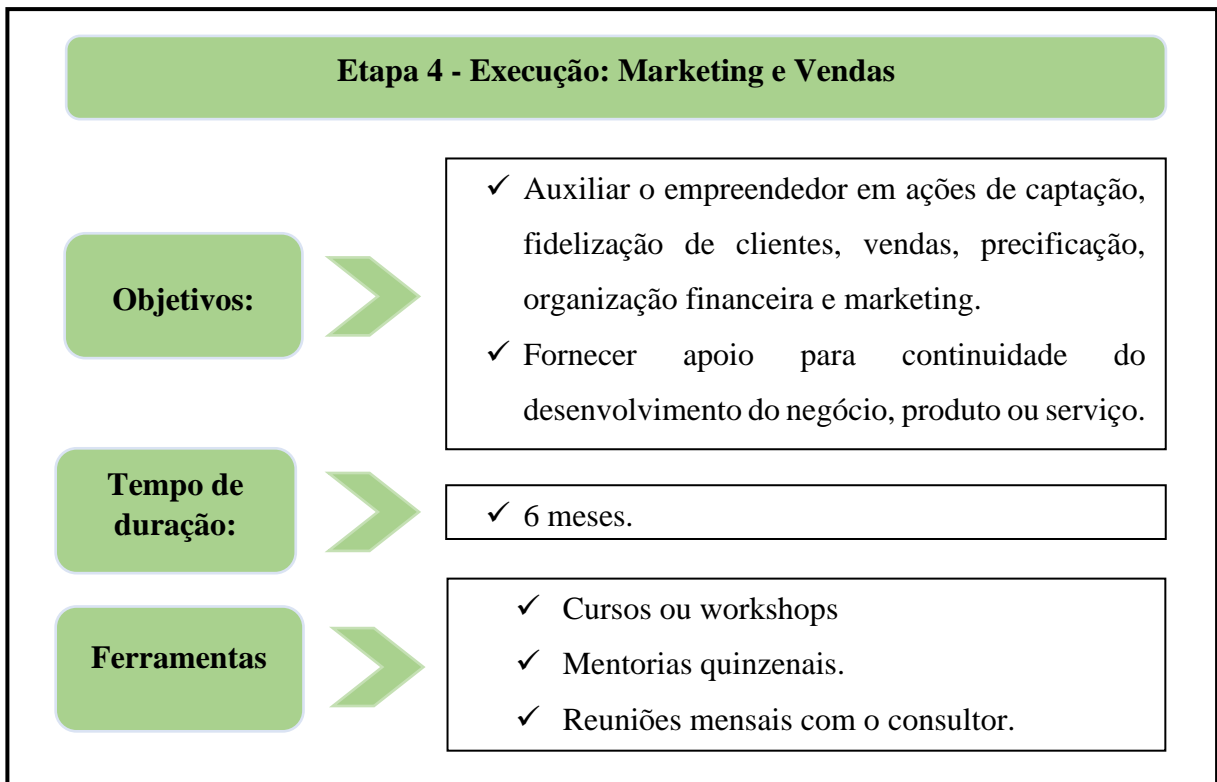 Etapa 4 - Execução: Marketing e Vendas
Objetivos:
✓ Auxiliar o empreendedor em ações de captação,
fidelização de clientes, vendas, precificação,
organização financeira e marketing.
✓ Fornecer apoio para continuidade do
desenvolvimento do negócio, produto ou serviço.
Tempo de
duração:
✓ 6 meses.
Ferramentas
✓ Cursos ou workshops
✓ Mentorias quinzenais.
✓ Reuniões mensais com o consultor.